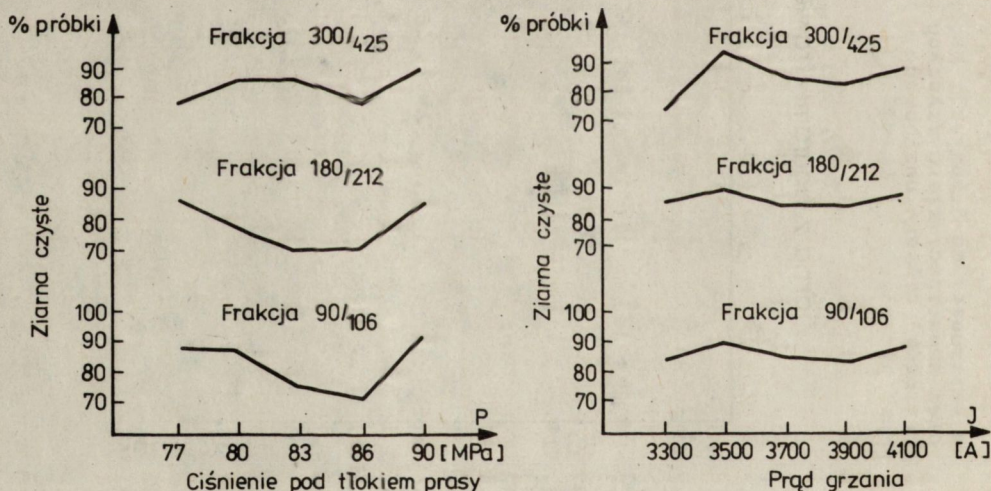 % próbki
Frakcja 300/425
90
80
70
Frakcja 180/212
90
80
70
Frakcja 90/106
100
90
80
70
Ziarna czyste
P
77 80 83 86 90 [MPa]
Ciśnienie pod tłokiem prasy
% próbki
Frakcja 300/425
90
80
70
Frakcja 180/212
90
80
70
Frakcja 90/106
100
90
80
70
Ziarna czyste
J
3300 3500 3700 3900 4100 [A]
Prąd grzania